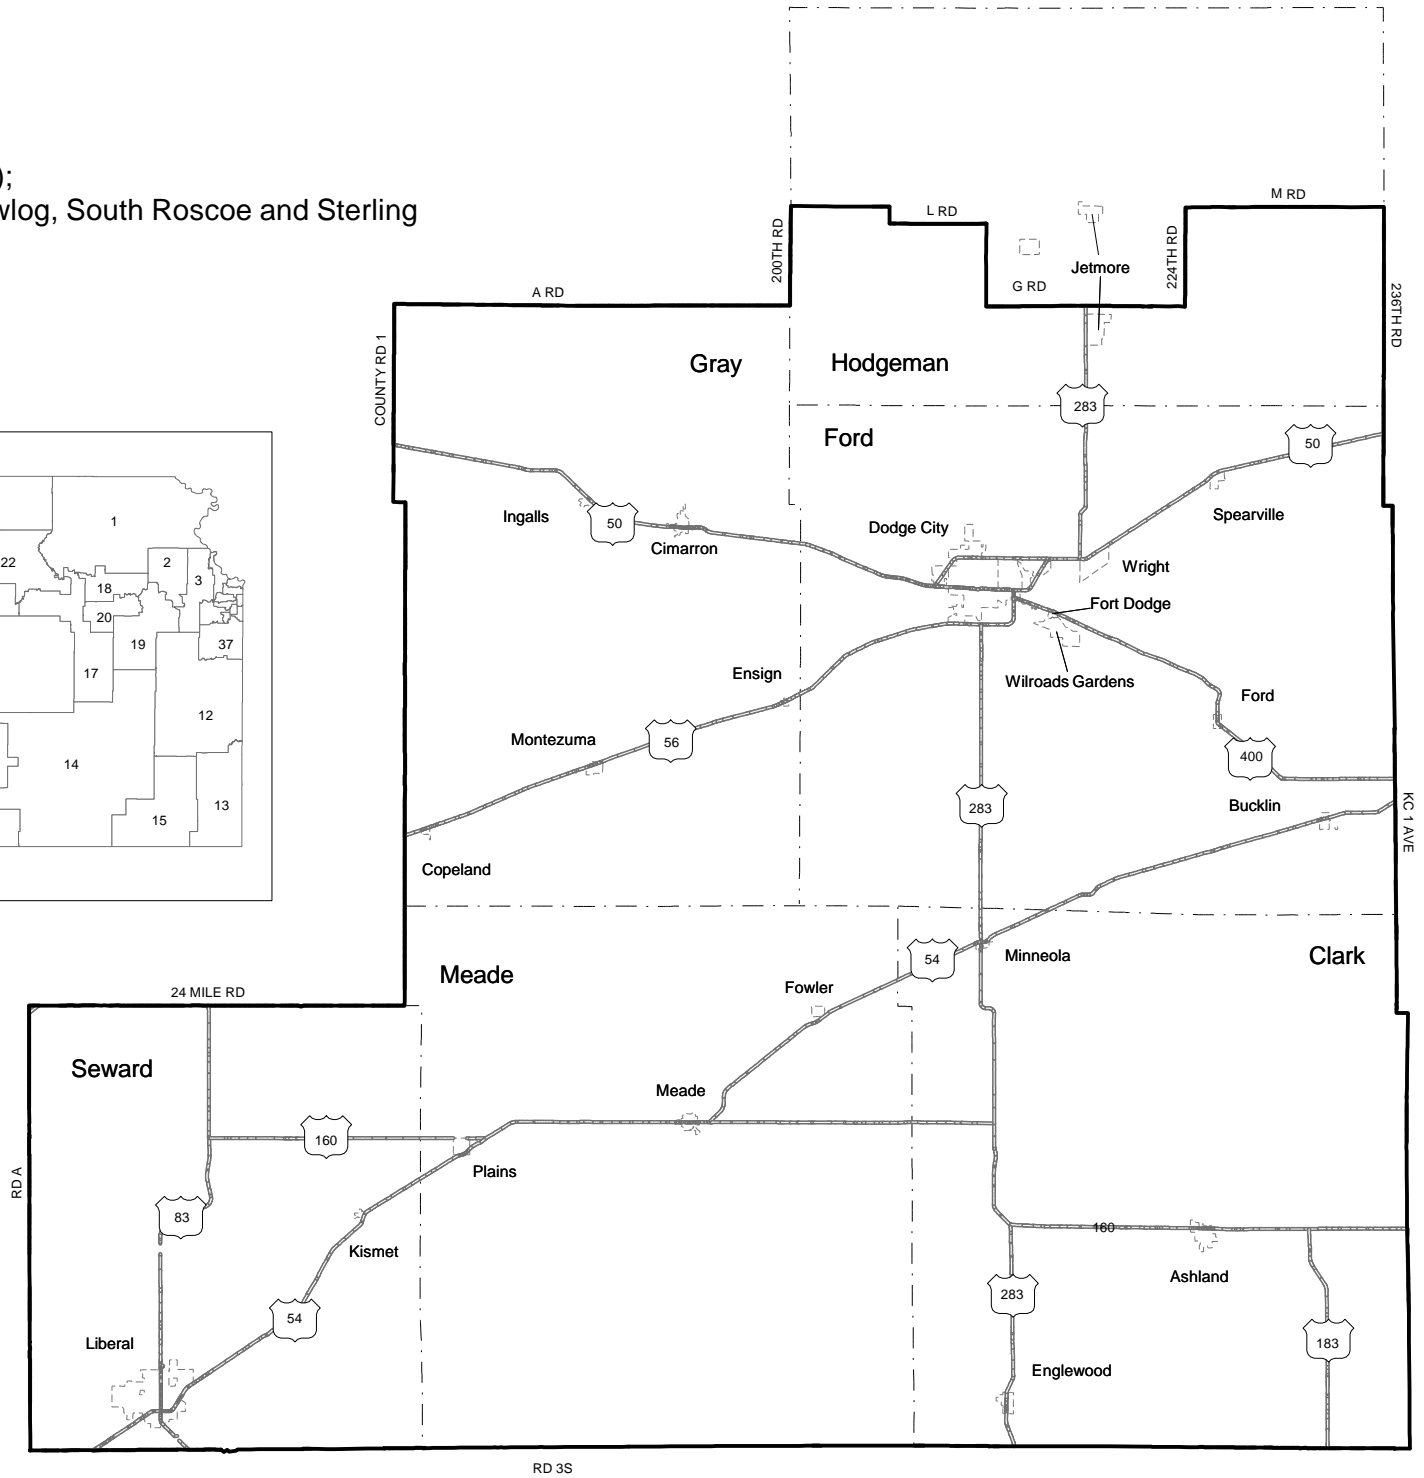 );
wlog, South Roscoe and Sterling
M RD
L RD
200TH RD
224TH RD
Jetmore
G RD
A RD
236TH RD
COUNTY RD 1
Gray
Hodgeman
283
Ford
50
Ingalls
50
Cimarron
Dodge City
Spearville
Wright
Fort Dodge
Wilroads Gardens
Ensign
Ford
Montezuma
56
400
283
Bucklin
KC 1 AVE
Copeland
1
22
2
3
18
20
19
37
17
12
14
13
15
Meade
54
Minneola
Clark
Fowler
24 MILE RD
Seward
Meade
160
Plains
RD A
83
Kismet
160
Ashland
54
283
Liberal
183
Englewood
RD 3S